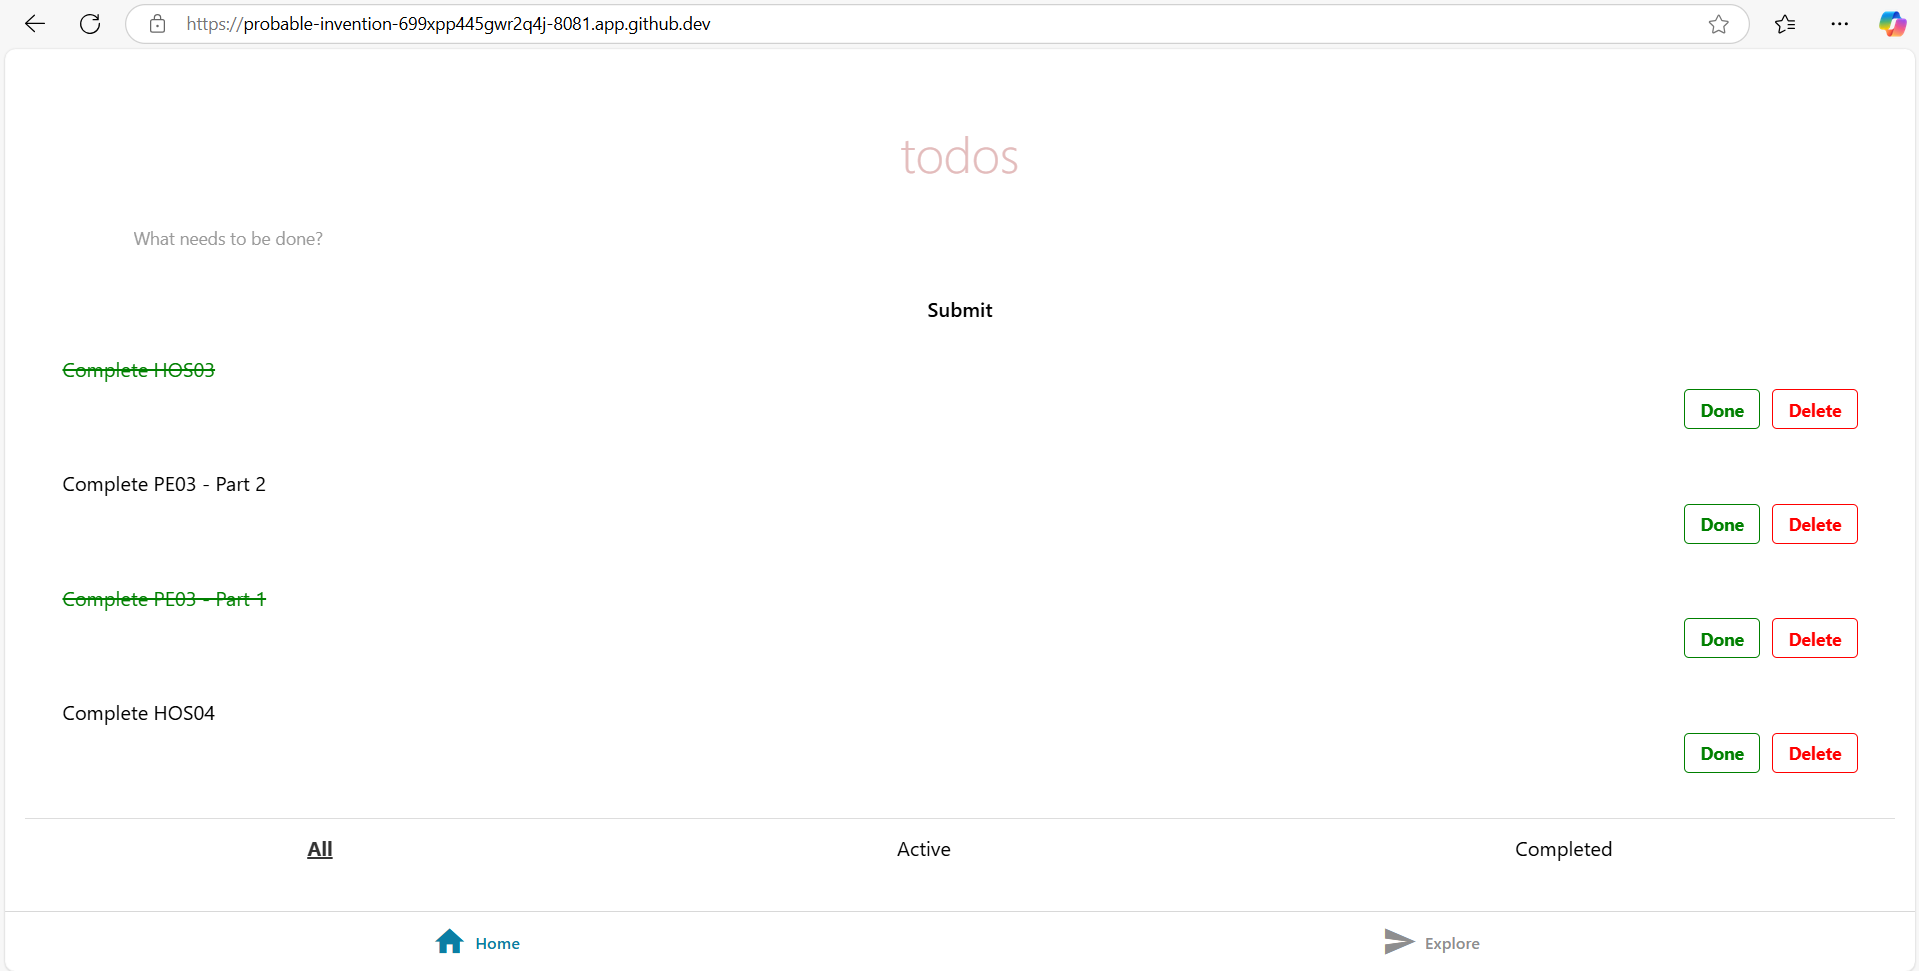 https://probable-invention-699xpp445gwr2q4j-8081.app.github.dev
todos
What needs to be done?
Submit
Complete HOS03
Done Delete
Complete PE03 - Part 2
Done Delete
Complete PE03 - Part 1
Done Delete
Complete HOS04
Done Delete
All Active Completed
Home Explore